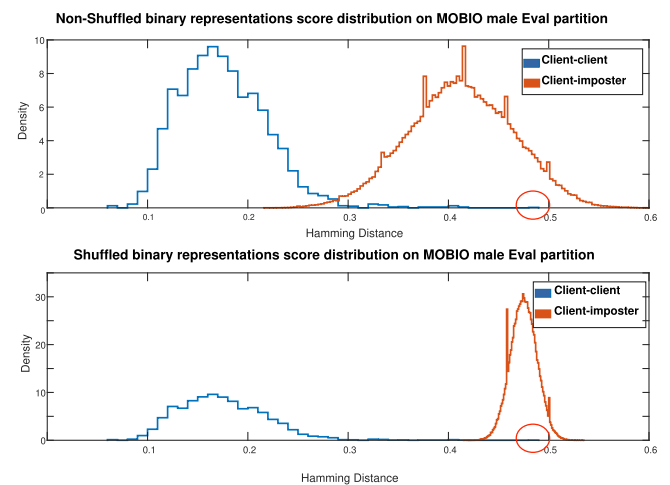 Non-Shuffled binary representations score distribution on MOBIO male Eval partition
10
8
6
4
2
0
Density
Client-client
Client-imposter
0.1 0.2 0.3 0.4 0.5 0.6
Hamming Distance
Shuffled binary representations score distribution on MOBIO male Eval partition
30
20
10
0
Density
Client-client
Client-imposter
0.1 0.2 0.3 0.4 0.5 0.6
Hamming Distance